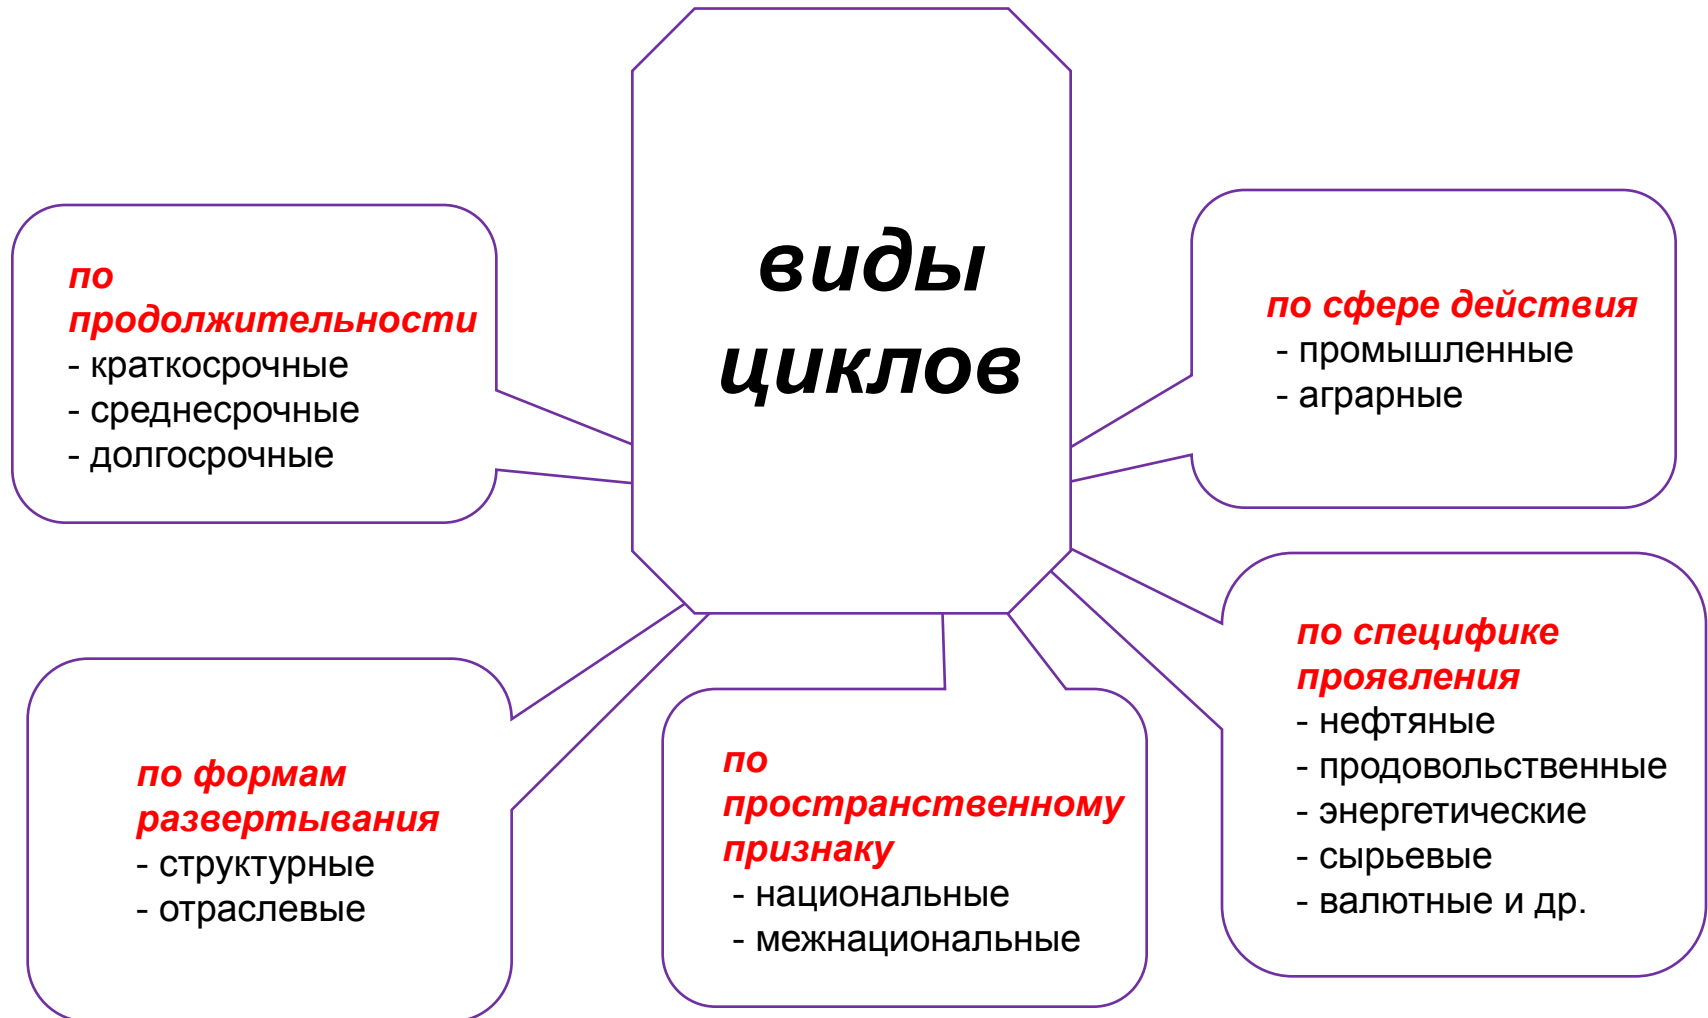 виды
циклов
по
продолжительности
- краткосрочные
- среднесрочные
- долгосрочные
по сфере действия
- промышленные
- аграрные
по формам
развертывания
- структурные
- отраслевые
по
пространственному
признаку
- национальные
- межнациональные
по специфике
проявления
- нефтяные
- продовольственные
- энергетические
- сырьевые
- валютные и др.